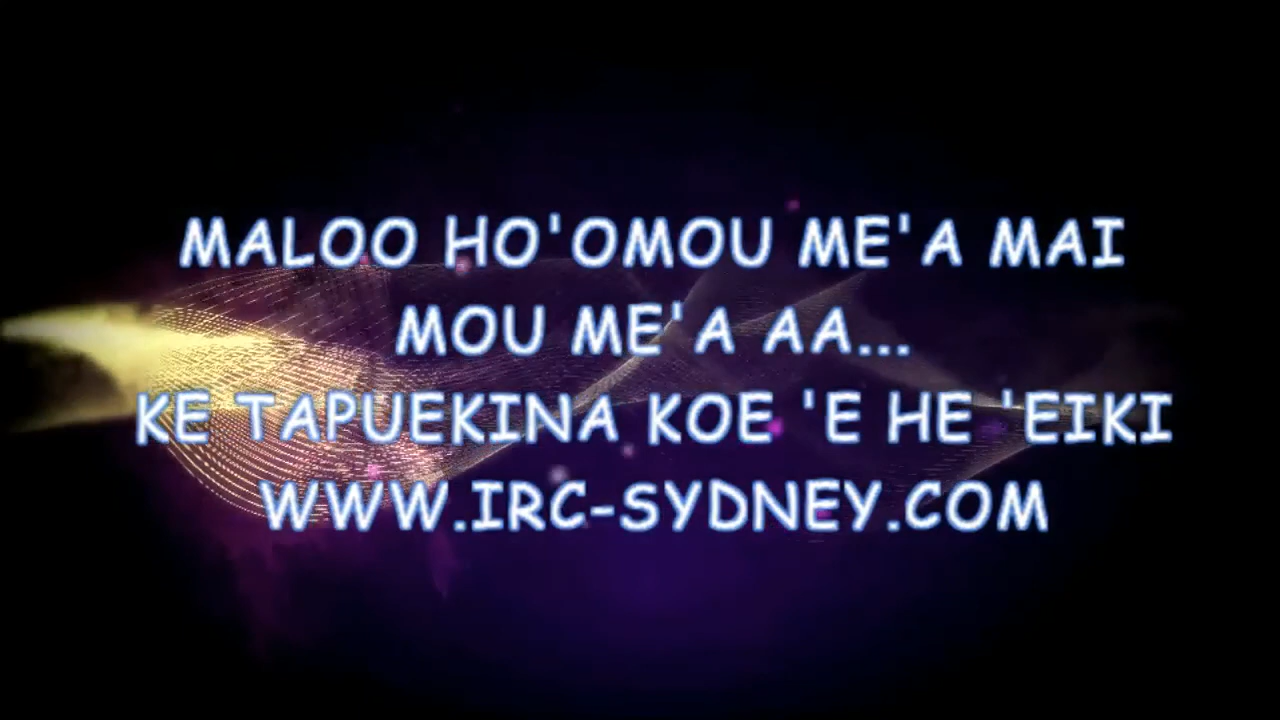 MALOO HO'OMOU ME'A MAI
MOU ME'A AA...
KE TAPUEKINA KOE 'E HE 'EIKI
WWW.IRC-SYDNEY.COM